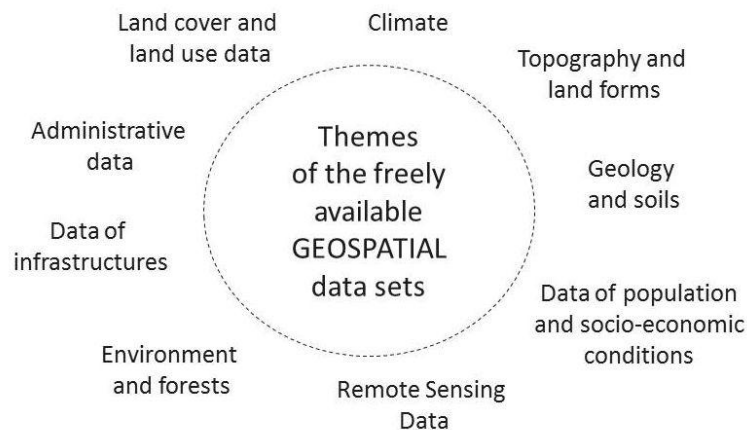 Land cover and
land use data
Climate
Topography and
land forms
Administrative
data
Themes
of the freely
available
GEOSPATIAL
data sets
Geology
and soils
Data of
infrastructures
Data of population
and socio-economic
conditions
Environment
and forests
Remote Sensing
Data